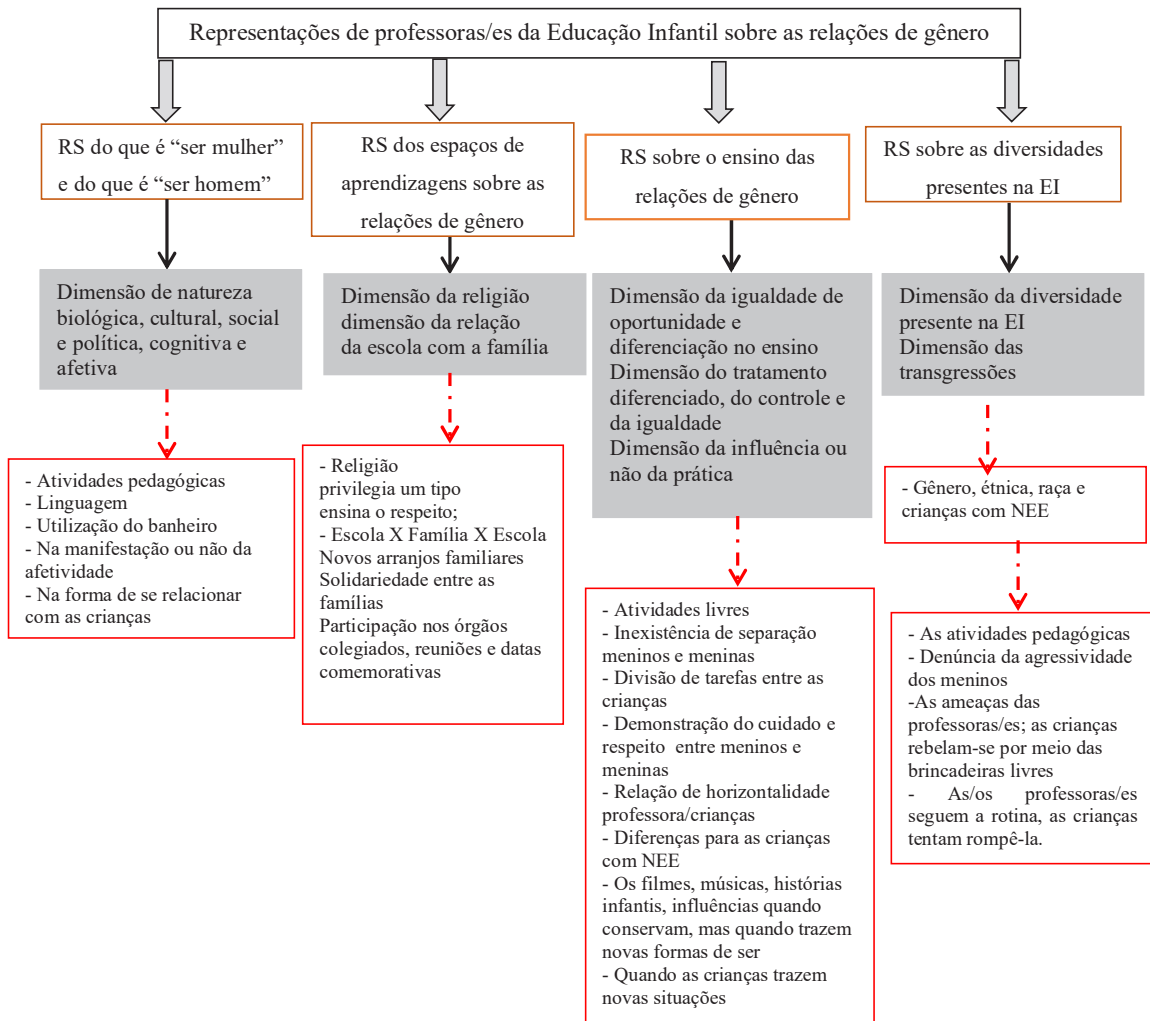 Representações de professoras/es da Educação Infantil sobre as relações de gênero
RS do que é “ser mulher”
e do que é “ser homem”
RS dos espaços de
aprendizagens sobre as
relações de gênero
RS sobre o ensino das
relações de gênero
RS sobre as diversidades
presentes na EI
Dimensão de natureza
biológica, cultural, social
e política, cognitiva e
afetiva
Dimensão da religião
dimensão da relação
da escola com a família
Dimensão da igualdade de
oportunidade e
diferenciação no ensino
Dimensão do tratamento
diferenciado, do controle e
da igualdade
Dimensão da influência ou
não da prática
Dimensão da diversidade
presente na EI
Dimensão das
transgressões
- Atividades pedagógicas
- Linguagem
- Utilização do banheiro
- Na manifestação ou não da
afetividade
- Na forma de se relacionar
com as crianças
- Religião
privilegia um tipo
ensina o respeito;
- Escola X Família X Escola
Novos arranjos familiares
Solidariedade entre as
famílias
Participação nos órgãos
colegiados, reuniões e datas
comemorativas
- Atividades livres
- Inexistência de separação
meninos e meninas
- Divisão de tarefas entre as
crianças
- Demonstração do cuidado e
respeito entre meninos e
meninas
- Relação de horizontalidade
professora/crianças
- Diferenças para as crianças
com NEE
- Os filmes, músicas, histórias
infantis, influências quando
conservam, mas quando trazem
novas formas de ser
- Quando as crianças trazem
novas situações
- Gênero, étnica, raça e
crianças com NEE
- As atividades pedagógicas
- Denúncia da agressividade
dos meninos
-As ameaças das
professoras/es; as crianças
rebelam-se por meio das
brincadeiras livres
- As/os professoras/es
seguem a rotina, as crianças
tentam rompê-la.